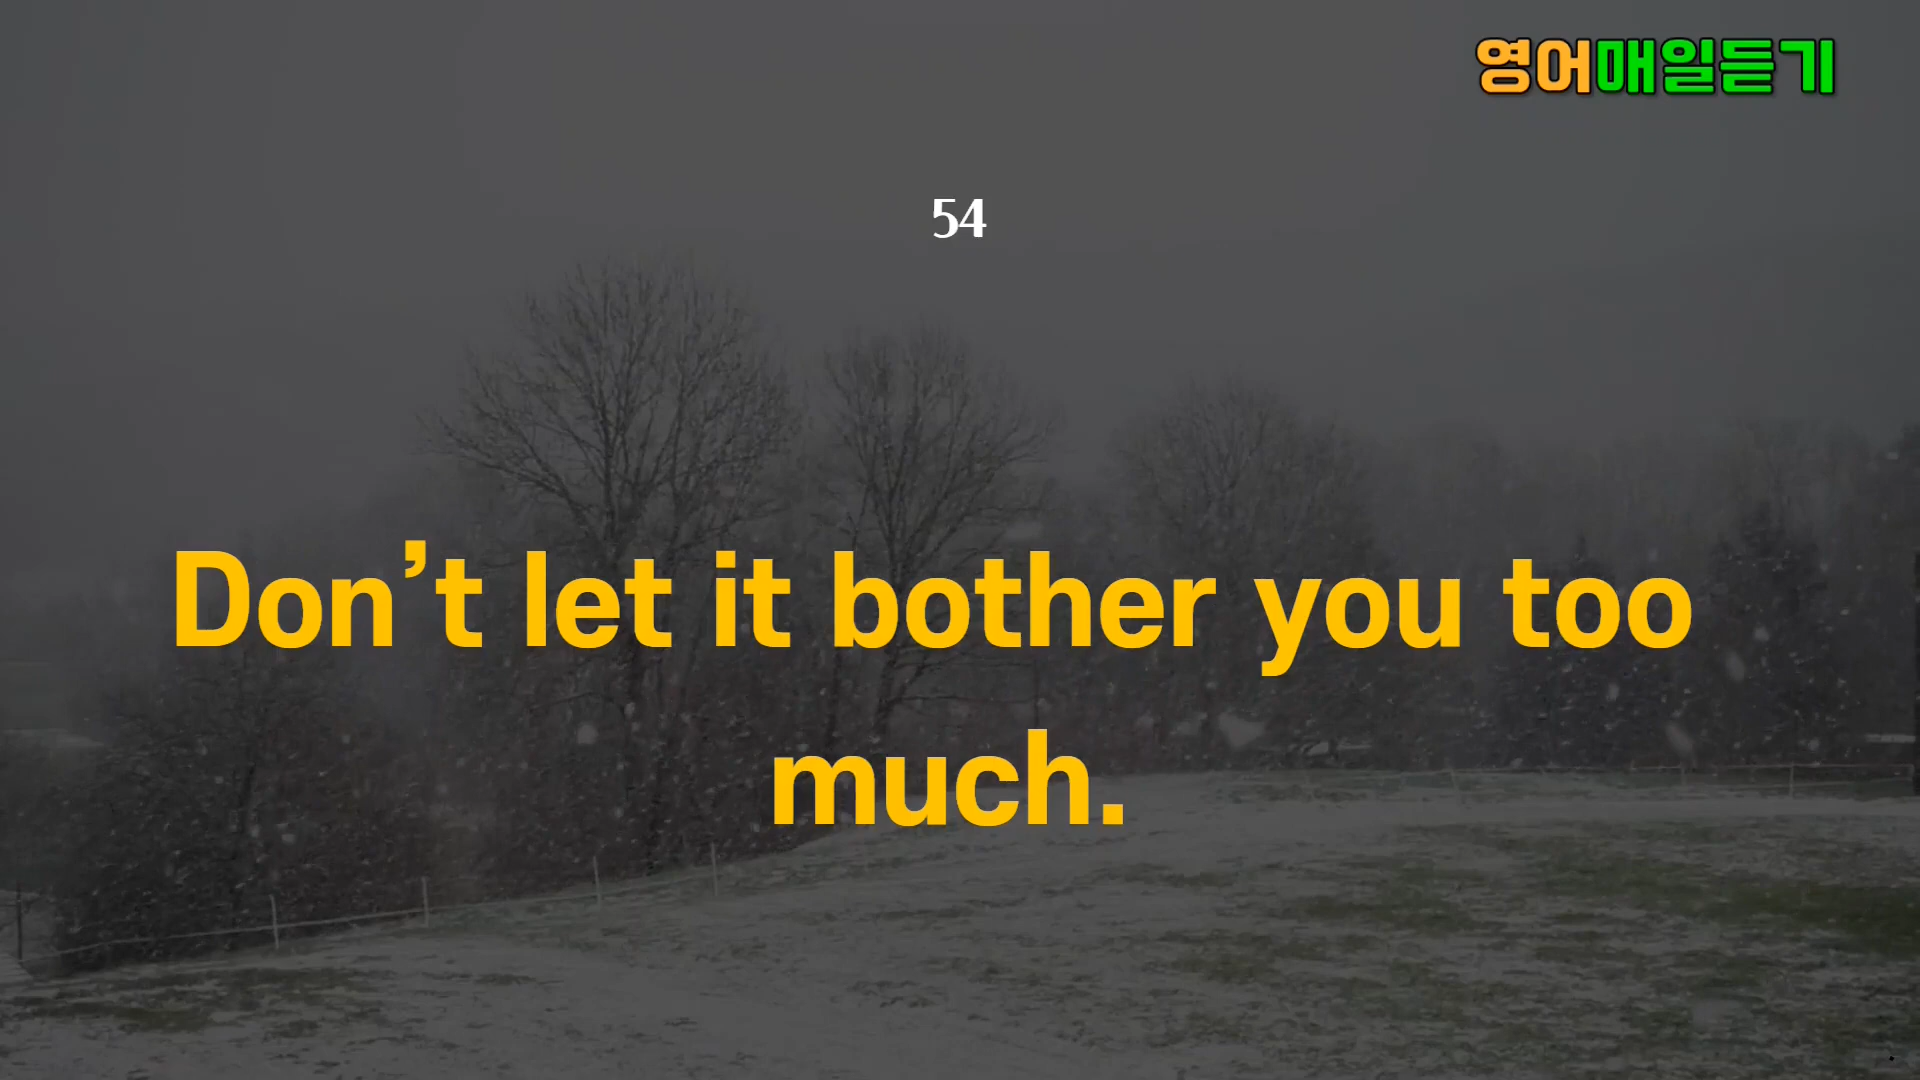 영어매일듣기
54
Don’t let it bother you too
much.